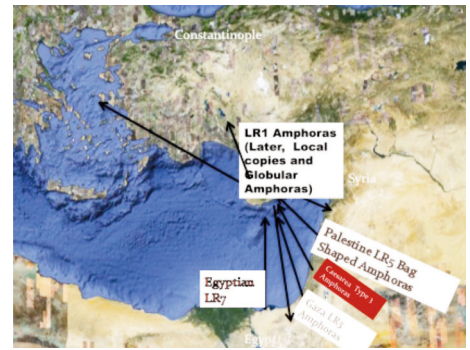 Constantinople
LR1 Amphoras
(Later, Local
copies and
Globular
Amphoras)
Syria
Palestine LR5 Bag
Shaped Amphoras
Caesarea Type 3
Amphoras
Egyptian
LR7
Gaza LR3
Amphoras
Egypt